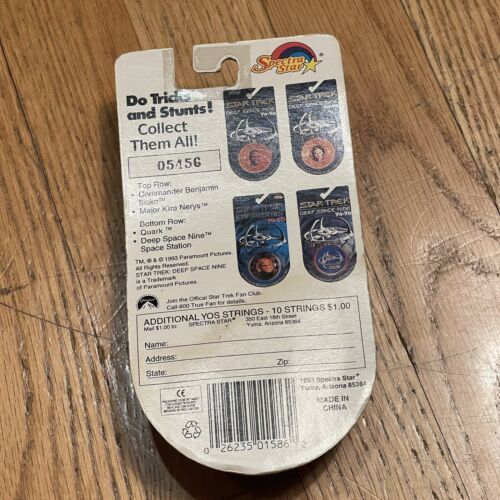 Spectra
Star
Do Tricks
and Stunts!
Collect
Them All!
05456
STAR TREK
DEEP SPACE NINE
Yo-Yo
STAR TREK
DEEP SPACE NINE
Yo-Yo
STAR TREK
DEEP SPACE NINE
YO-YO
STAR TREK
DEEP SPACE NINE
Yo-Yo
Top Row:
• Commander Benjamin
Sisko™
• Major Kira Nerys™
Bottom Row:
• Quark™
• Deep Space Nine™
Space Station
TM, ® & © 1993 Paramount Pictures.
All Rights Reserved.
STAR TREK: DEEP SPACE NINE
is a Trademark
of Paramount Pictures.
Join the Offical Star Trek Fan Club.
Call 800 True Fan for details.
ADDITIONAL YOS STRINGS - 10 STRINGS $1.00
Mail $1.00 to: SPECTRA STAR® 350 East 18th Street
Yuma, Arizona 85364
Name:
Address:
State: Zip:
CE
1993 Spectra Star®
Yuma, Arizona 85364
MADE IN
CHINA
0 26235 01586